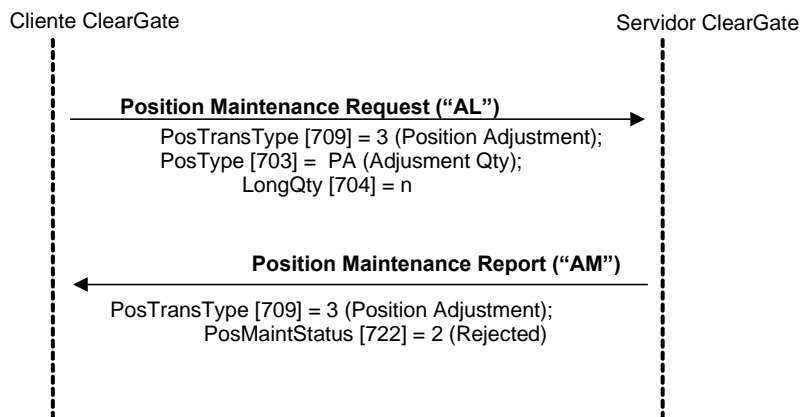 Cliente ClearGate
Servidor ClearGate
Position Maintenance Request (“AL”)
PosTransType [709] = 3 (Position Adjustment);
PosType [703] = PA (Adjusment Qty);
LongQty [704] = n
Position Maintenance Report (“AM”)
PosTransType [709] = 3 (Position Adjustment);
PosMaintStatus [722] = 2 (Rejected)